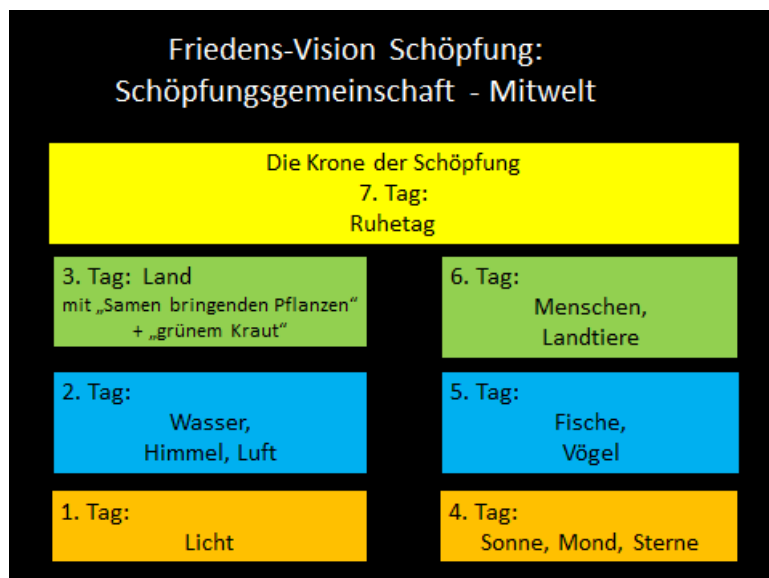 Friedens-Vision Schöpfung:
Schöpfungsgemeinschaft - Mitwelt
Die Krone der Schöpfung
7. Tag:
Ruhetag
3. Tag: Land
mit „Samen bringenden Pflanzen“
+ „grünem Kraut“
6. Tag:
Menschen,
Landtiere
2. Tag:
Wasser,
Himmel, Luft
5. Tag:
Fische,
Vögel
1. Tag:
Licht
4. Tag:
Sonne, Mond, Sterne